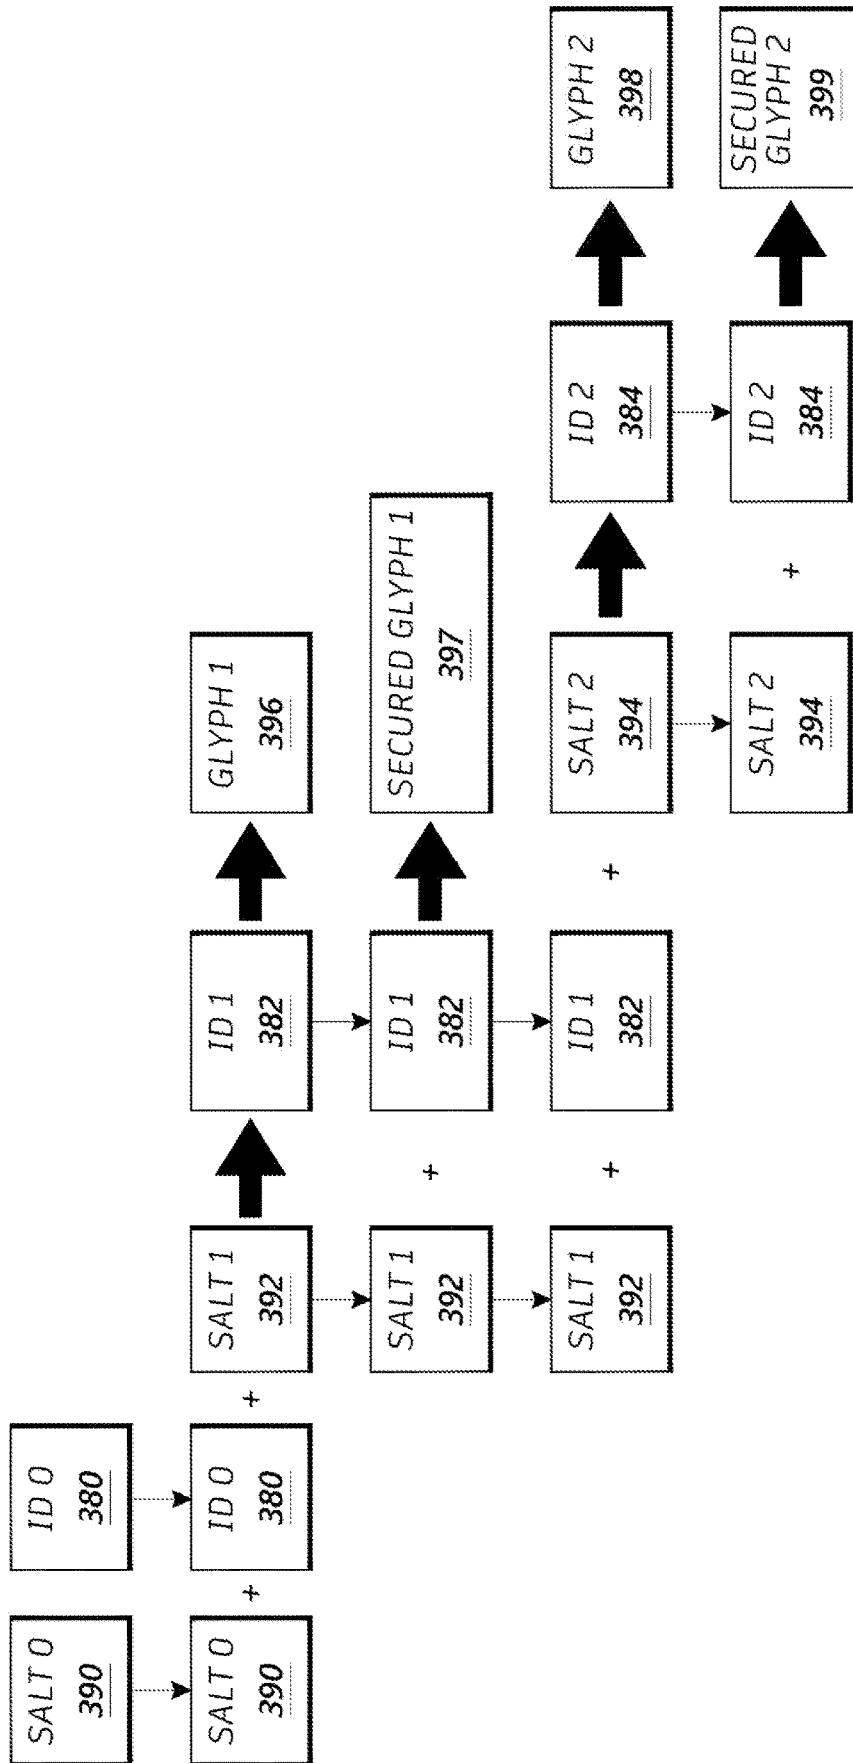 SALT 0
390
ID 0
380
SALT 0
390
+
ID 0
380
+
SALT 1
392
ID 1
382
GLYPH 1
396
SALT 1
392
+
ID 1
382
SECURED GLYPH 1
397
SALT 1
392
+
ID 1
382
+
SALT 2
394
ID 2
384
GLYPH 2
398
SALT 2
394
+
ID 2
384
SECURED
GLYPH 2
399